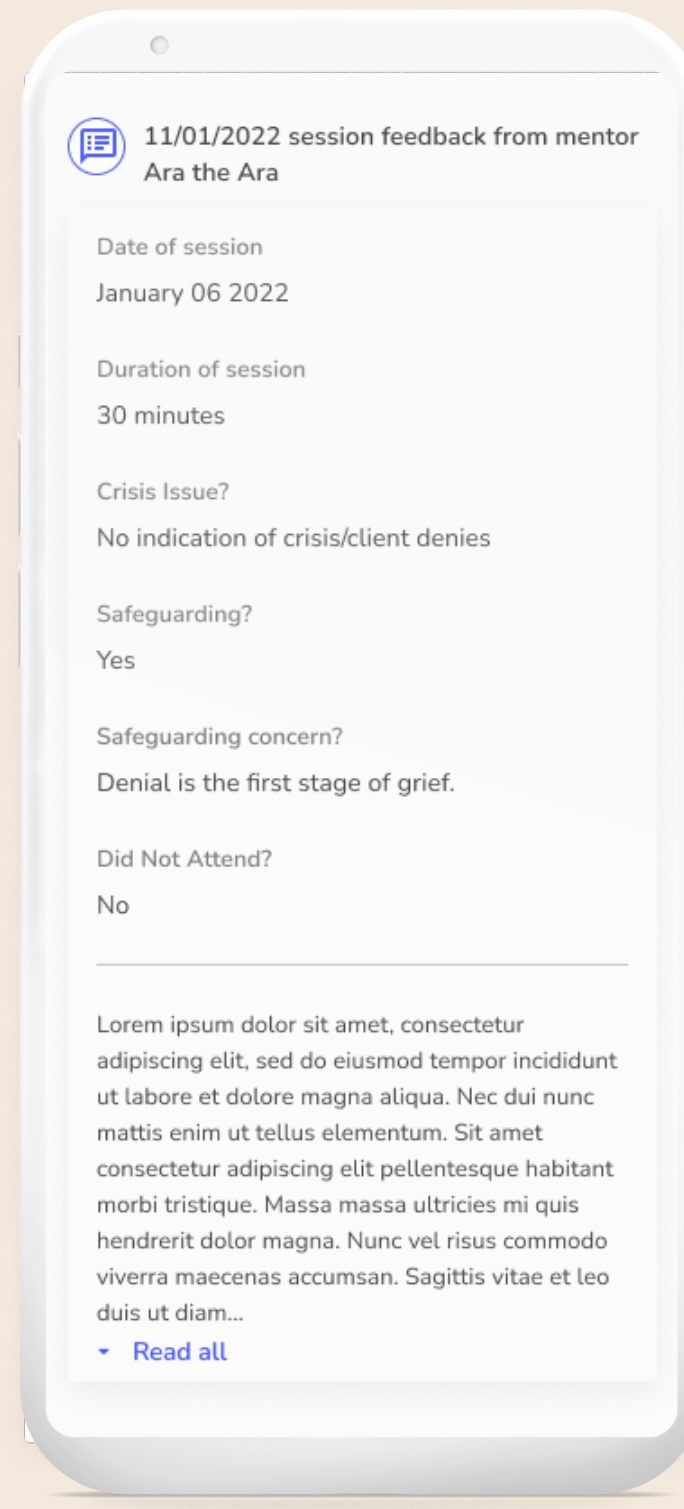 11/01/2022 session feedback from mentor
Ara the Ara
Date of session
January 06 2022
Duration of session
30 minutes
Crisis Issue?
No indication of crisis/client denies
Safeguarding?
Yes
Safeguarding concern?
Denial is the first stage of grief.
Did Not Attend?
No
Lorem ipsum dolor sit amet, consectetur
adipiscing elit, sed do eiusmod tempor incididunt
ut labore et dolore magna aliqua. Nec dui nunc
mattis enim ut tellus elementum. Sit amet
consectetur adipiscing elit pellentesque habitant
morbi tristique. Massa massa ultricies mi quis
hendrerit dolor magna. Nunc vel risus commodo
viverra maecenas accumsan. Sagittis vitae et leo
duis ut diam...
Read all